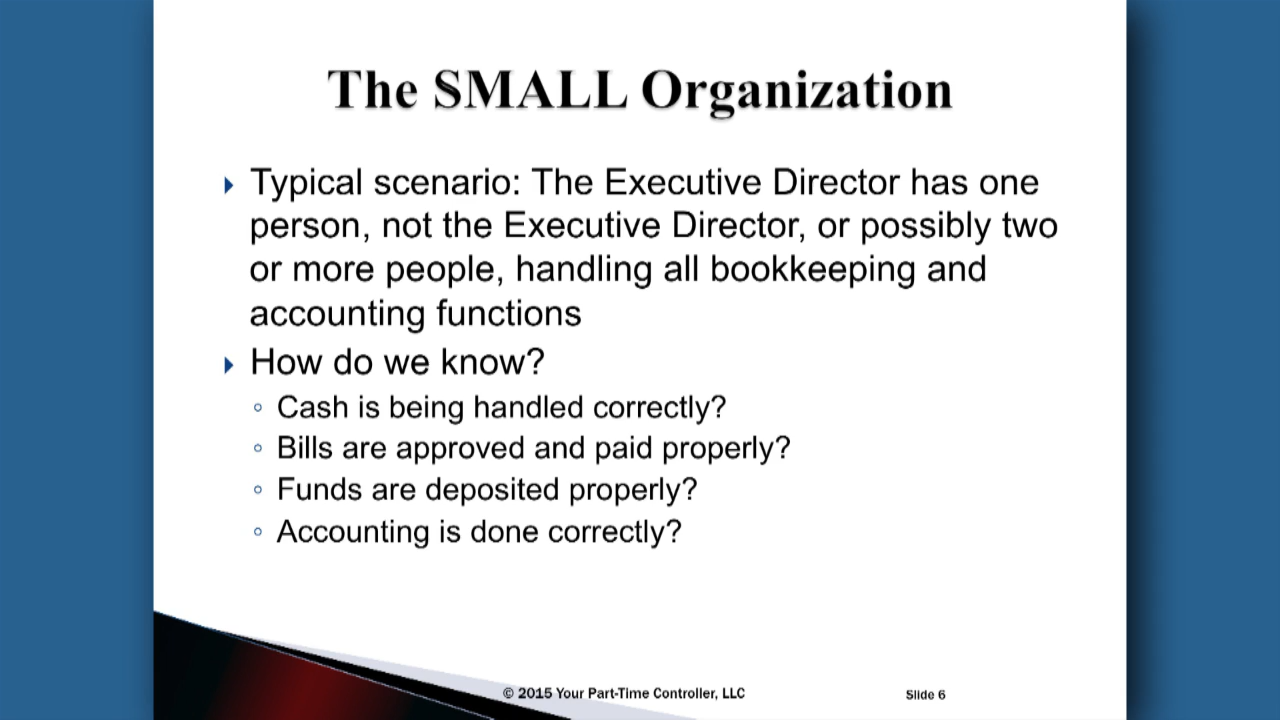 The SMALL Organization
Typical scenario: The Executive Director has one
person, not the Executive Director, or possibly two
or more people, handling all bookkeeping and
accounting functions
How do we know?
Cash is being handled correctly?
Bills are approved and paid properly?
Funds are deposited properly?
Accounting is done correctly?
© 2015 Your Part-Time Controller, LLC
Slide 6